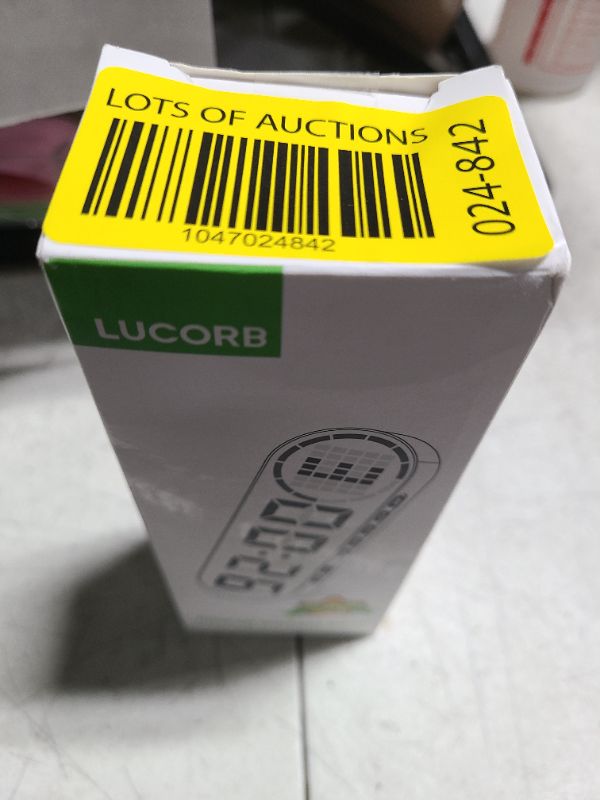 LOTS OF AUCTIONS
1047024842
024-842
LUCORB